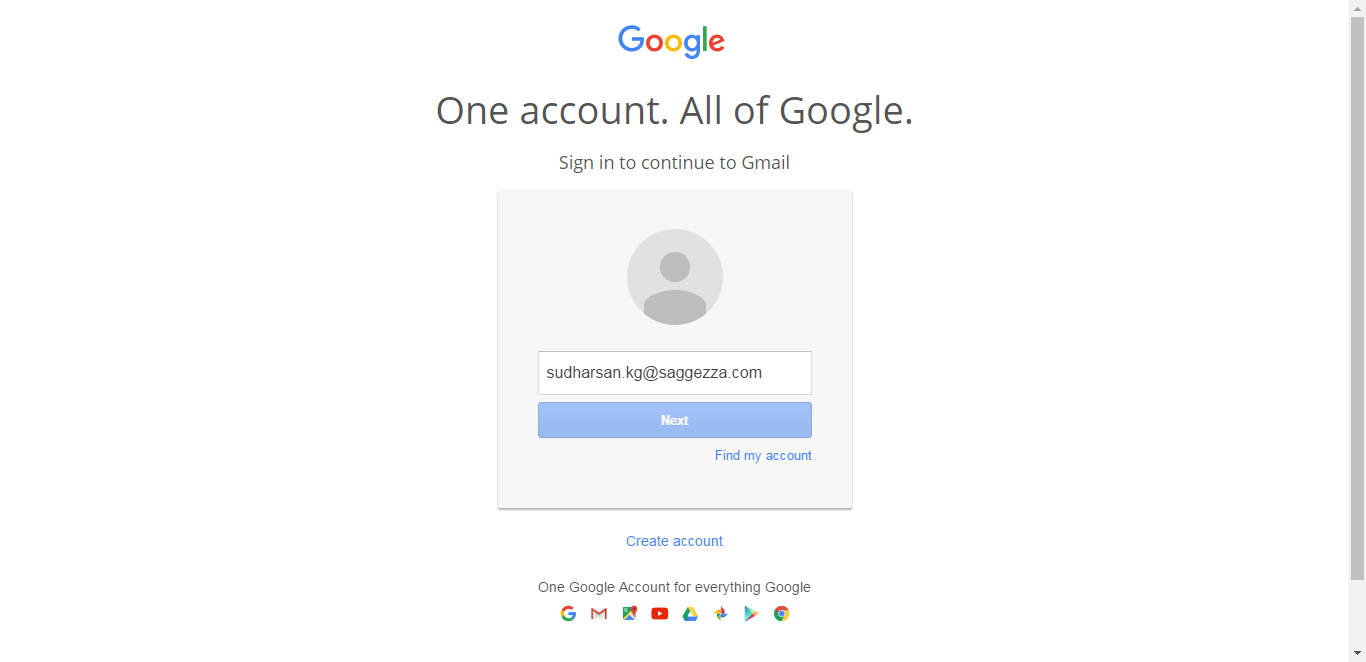 Google
One account. All of Google.
Sign in to continue to Gmail
sudharsan.kg@saggezza.com
Next
Find my account
Create account
One Google Account for everything Google